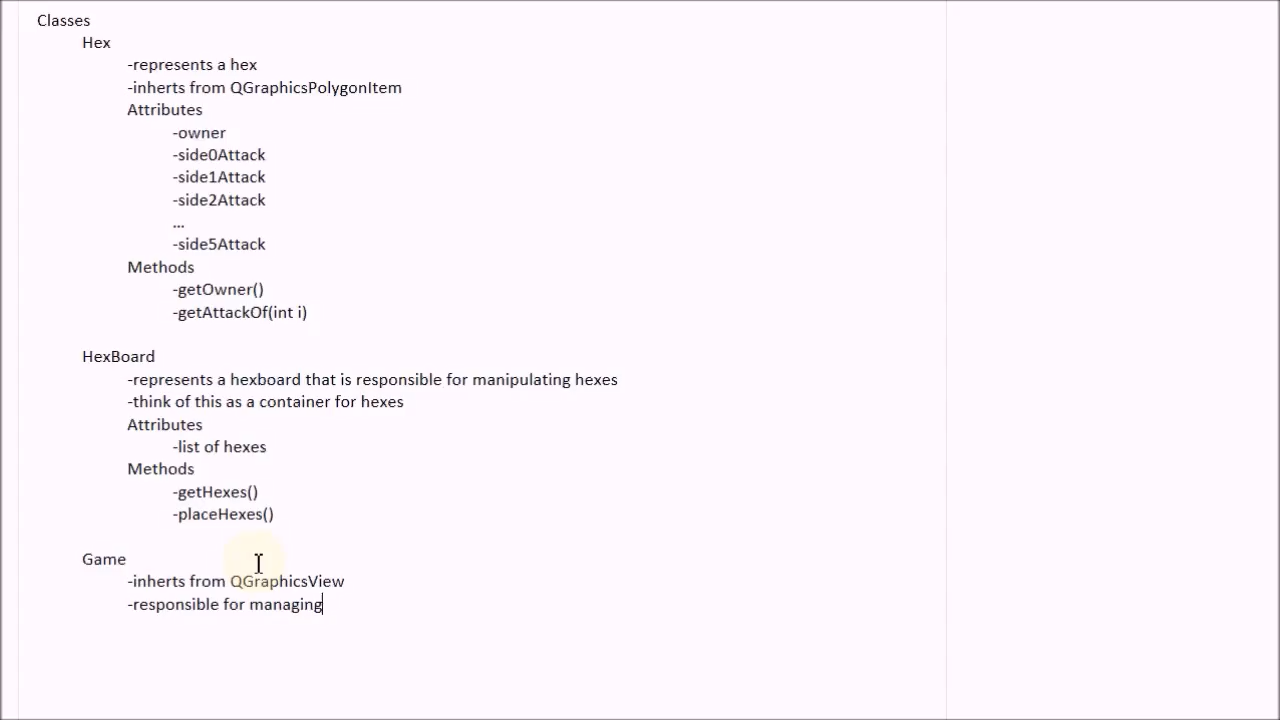 Classes
Hex
-represents a hex
-inherts from QGraphicsPolygonItem
Attributes
-owner
-side0Attack
-side1Attack
-side2Attack
...
-side5Attack
Methods
-getOwner()
-getAttackOf(int i)
HexBoard
-represents a hexboard that is responsible for manipulating hexes
-think of this as a container for hexes
Attributes
-list of hexes
Methods
-getHexes()
-placeHexes()
Game
-inherts from QGraphicsView
-responsible for managing